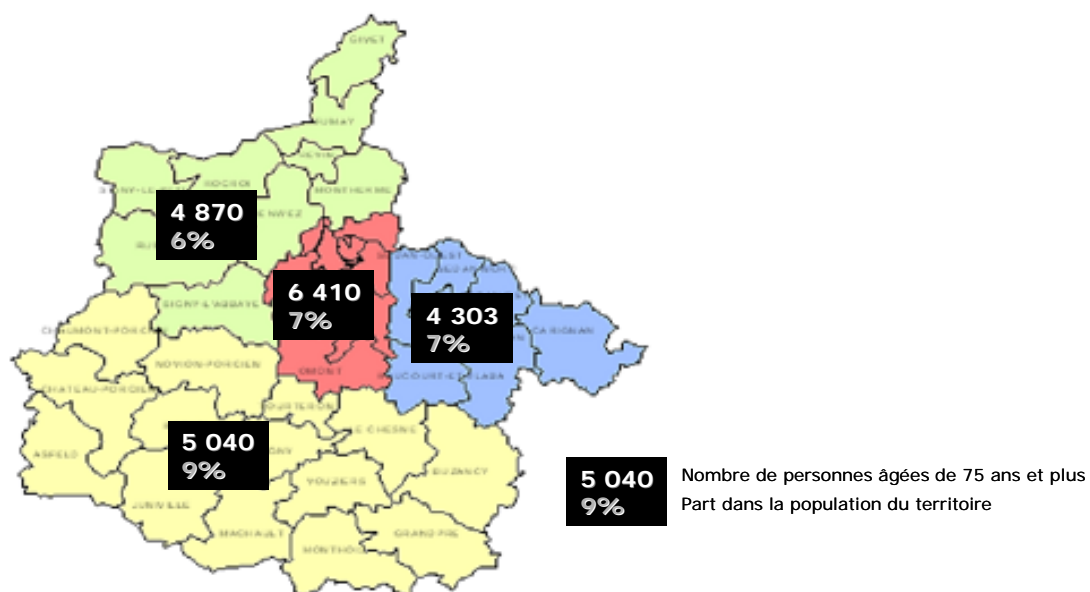 GIVET
FUMAY
REVIN
ROCROI
MONTHERME
4 870
6%
SIGNY-L'ABBAYE
6 410
7%
4 303
7%
CARIGNAN
CHAUMONT-PORCIEN
NOVION-PORCIEN
OMONT
CHATEAU-PORCIEN
TOURTERON
LE CHESNE
5 040
9%
ASFELD
BUZANCY
VOUZIERS
JUNIVILLE
MACHAULT
MONTHOIS
GRANDPRE
5 040
9%
Nombre de personnes âgées de 75 ans et plus
Part dans la population du territoire